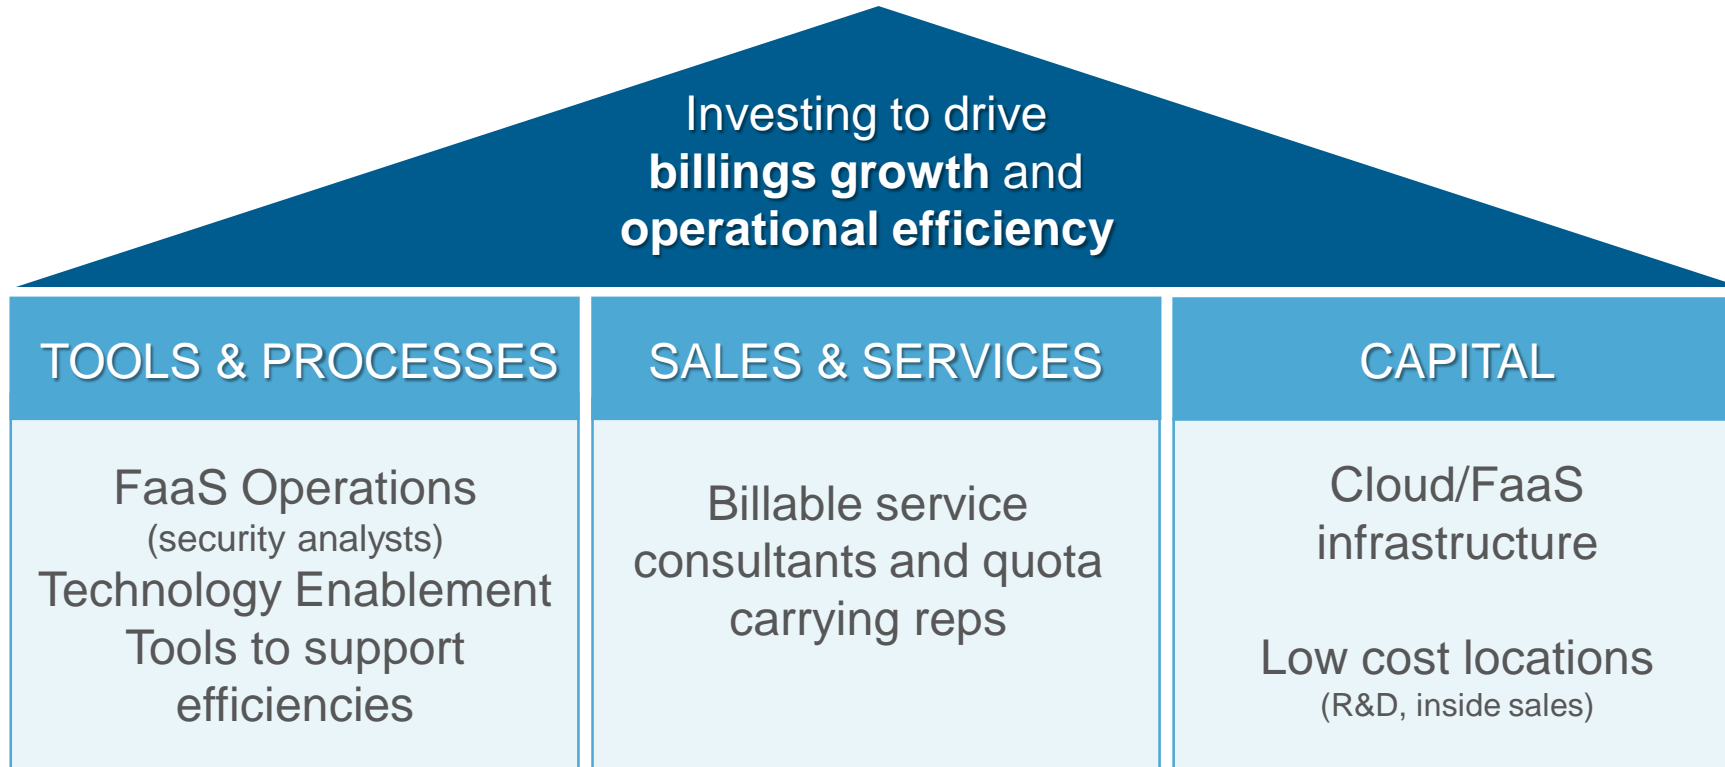 Investing to drive
billings growth and
operational efficiency
TOOLS & PROCESSES
FaaS Operations
(security analysts)
Technology Enablement
Tools to support
efficiencies
SALES & SERVICES
Billable service
consultants and quota
carrying reps
CAPITAL
Cloud/FaaS
infrastructure
Low cost locations
(R&D, inside sales)